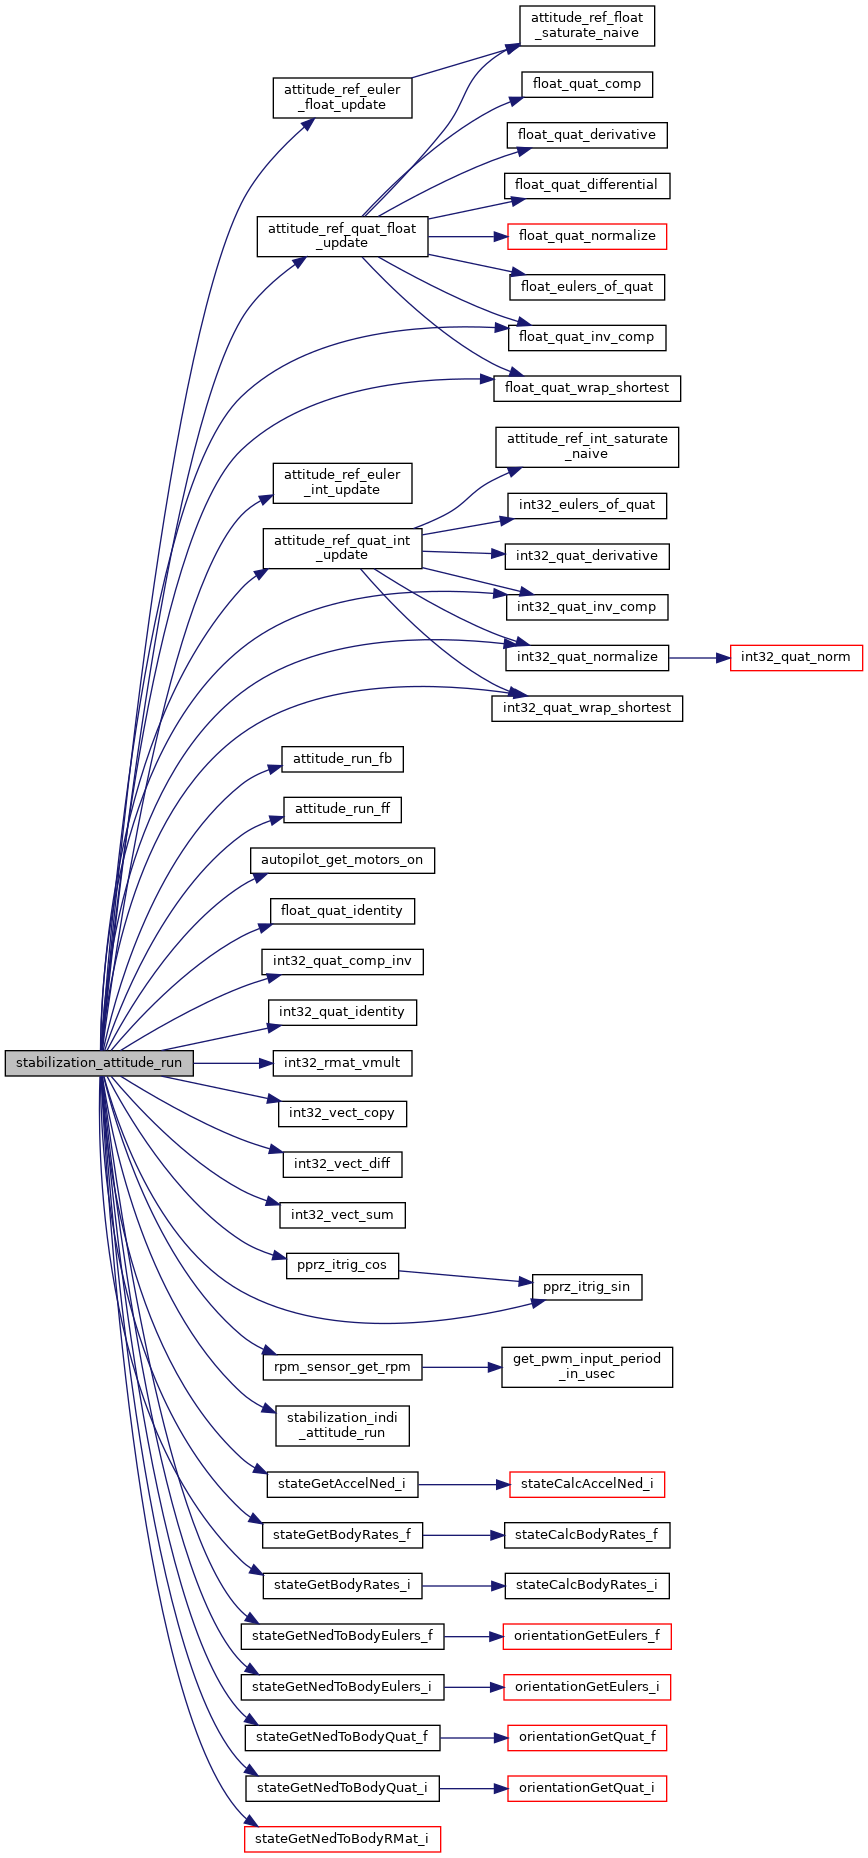 attitude_ref_float
_saturate_naive
attitude_ref_euler
_float_update
float_quat_comp
float_quat_derivative
float_quat_differential
attitude_ref_quat_float
_update
float_quat_normalize
float_eulers_of_quat
float_quat_inv_comp
float_quat_wrap_shortest
attitude_ref_int_saturate
_naive
attitude_ref_euler
_int_update
int32_eulers_of_quat
attitude_ref_quat_int
_update
int32_quat_derivative
int32_quat_inv_comp
int32_quat_normalize
int32_quat_norm
int32_quat_wrap_shortest
attitude_run_fb
attitude_run_ff
autopilot_get_motors_on
float_quat_identity
int32_quat_comp_inv
int32_quat_identity
stabilization_attitude_run
int32_rmat_vmult
int32_vect_copy
int32_vect_diff
int32_vect_sum
pprz_itrig_cos
pprz_itrig_sin
rpm_sensor_get_rpm
get_pwm_input_period
_in_usec
stabilization_indi
_attitude_run
stateGetAccelNed_i
stateCalcAccelNed_i
stateGetBodyRates_f
stateCalcBodyRates_f
stateGetBodyRates_i
stateCalcBodyRates_i
stateGetNedToBodyEulers_f
orientationGetEulers_f
stateGetNedToBodyEulers_i
orientationGetEulers_i
stateGetNedToBodyQuat_f
orientationGetQuat_f
stateGetNedToBodyQuat_i
orientationGetQuat_i
stateGetNedToBodyRMat_i